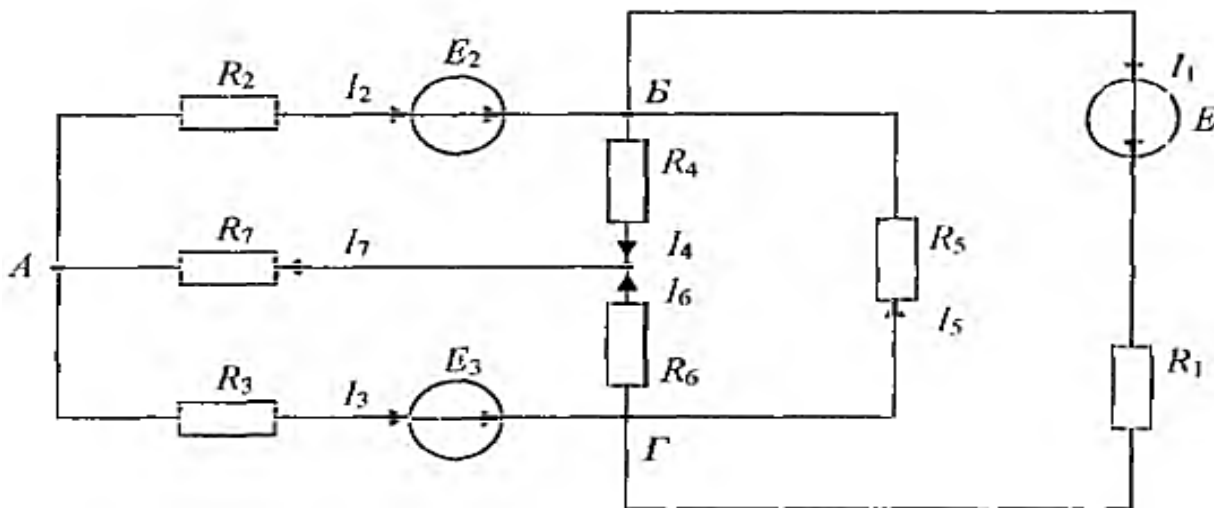 E₂
R₂ I₂ Б I₁
E
R₄
R₇ I₇ I₄ R₅
А
I₆ I₅
R₃ I₃ E₃ R₆ R₁
Г